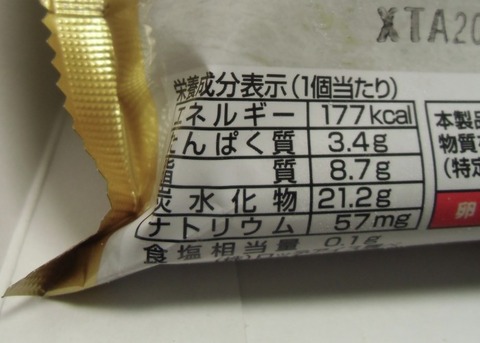 XTA20
栄養成分表示(1個当たり)
エネルギー 177kcal
たんぱく質 3.4g
脂質 8.7g
炭水化物 21.2g
ナトリウム 57mg
食塩相当量 0.1g
本製品
物質
(特定
卵